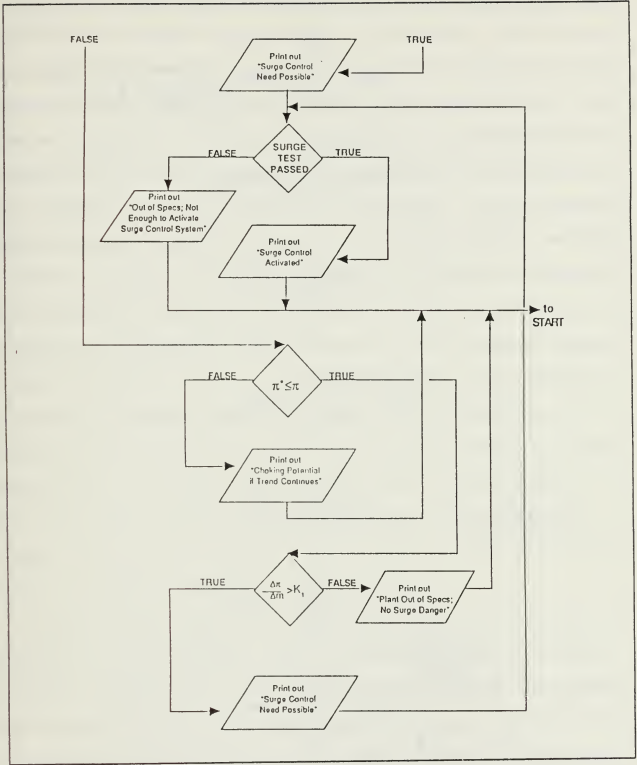 FALSE
TRUE
Print out
"Surge Control
Need Possible"
SURGE
TEST
PASSED
FALSE
TRUE
Print out
"Out of Specs; Not
Enough to Activate
Surge Control System"
Print out
"Surge Control
Activated"
to
START
π* ≤ π
FALSE
TRUE
Print out
"Choking Potential
if Trend Continues"
Δπ
Δṁ
>K₁
TRUE
FALSE
Print out
"Plant Out of Specs;
No Surge Danger"
Print out
"Surge Control
Need Possible"